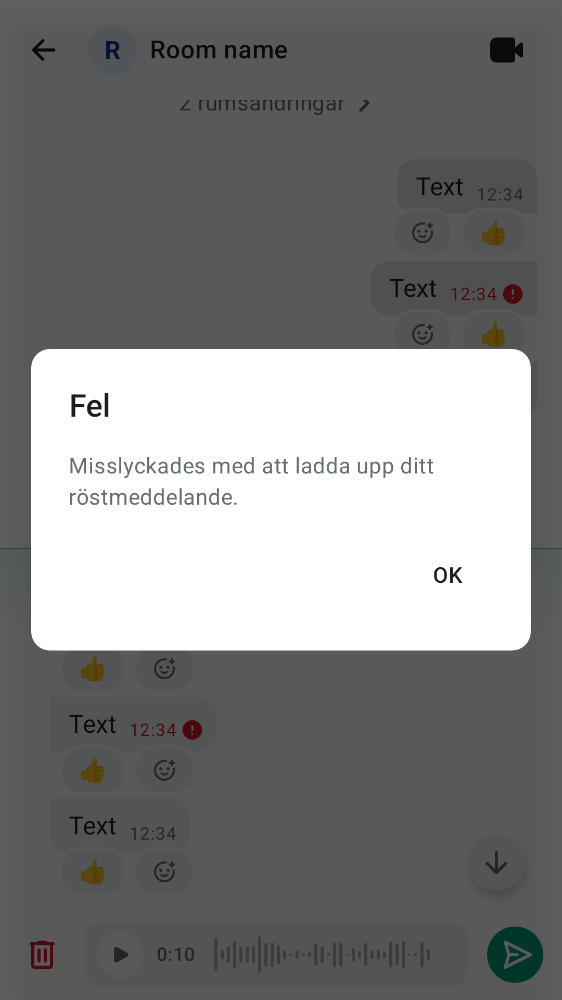 R Room name
2 rumsändringar
Text 12:34
👍
Text 12:34
👍
Fel
Misslyckades med att ladda upp ditt
röstmeddelande.
OK
👍
Text 12:34
👍
Text 12:34
👍
0:10